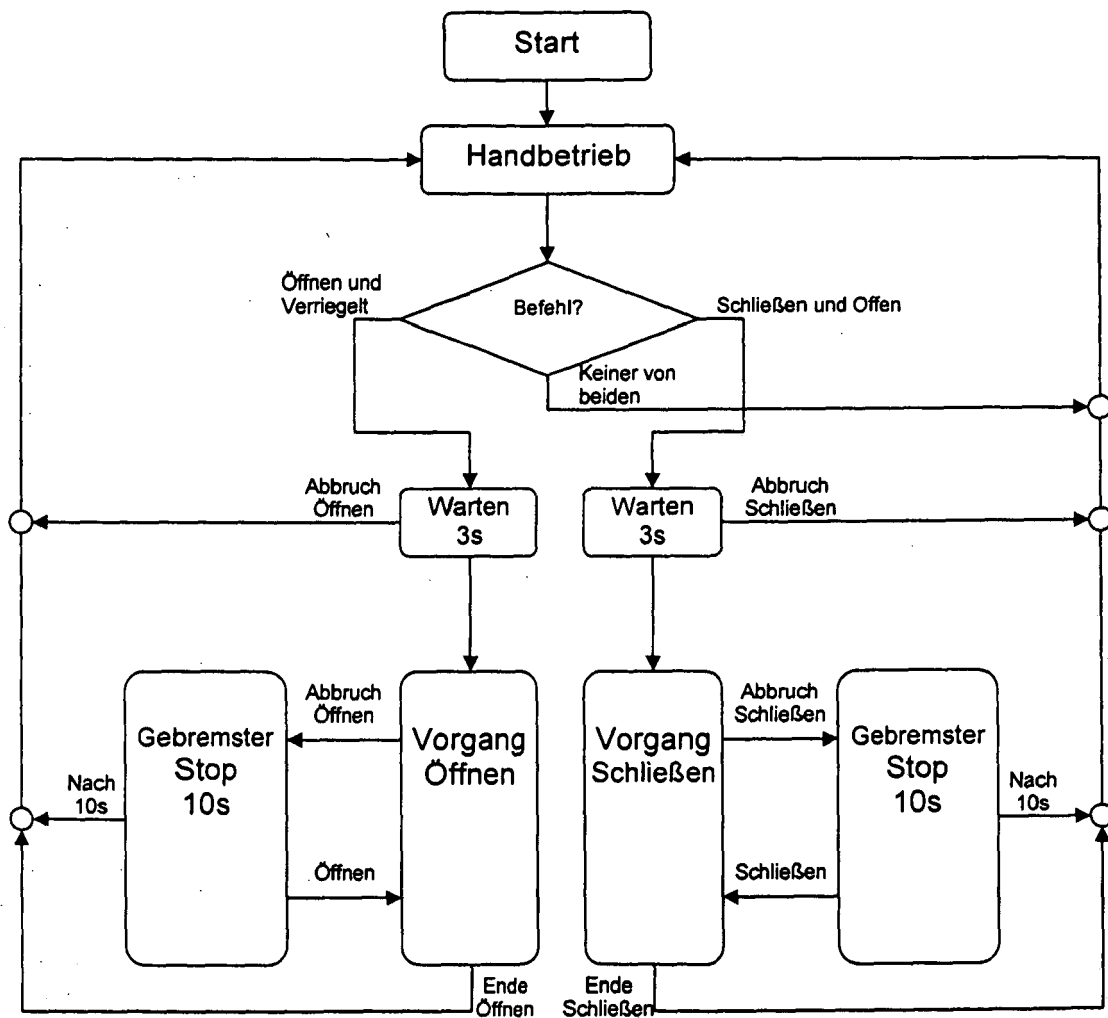 Start
Handbetrieb
Öffnen und
Verriegelt
Befehl?
Schließen und Offen
Keiner von
beiden
Abbruch
Öffnen
Warten
3s
Warten
3s
Abbruch
Schließen
Gebremster
Stop
10s
Abbruch
Öffnen
Vorgang
Öffnen
Vorgang
Schließen
Abbruch
Schließen
Gebremster
Stop
10s
Nach
10s
Nach
10s
Öffnen
Schließen
Ende
Öffnen
Ende
Schließen